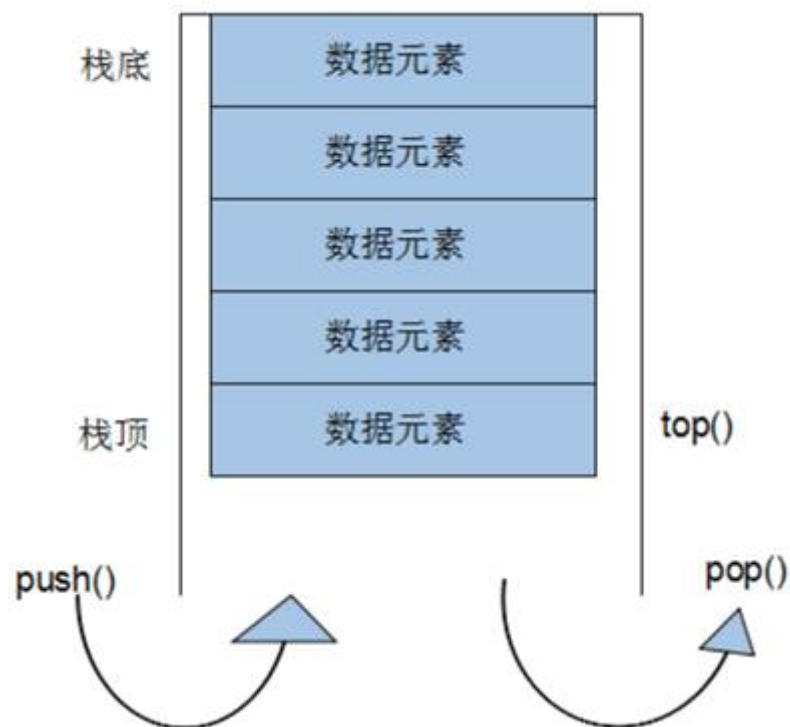 栈底
数据元素
数据元素
数据元素
数据元素
栈顶
数据元素
top()
push()
pop()